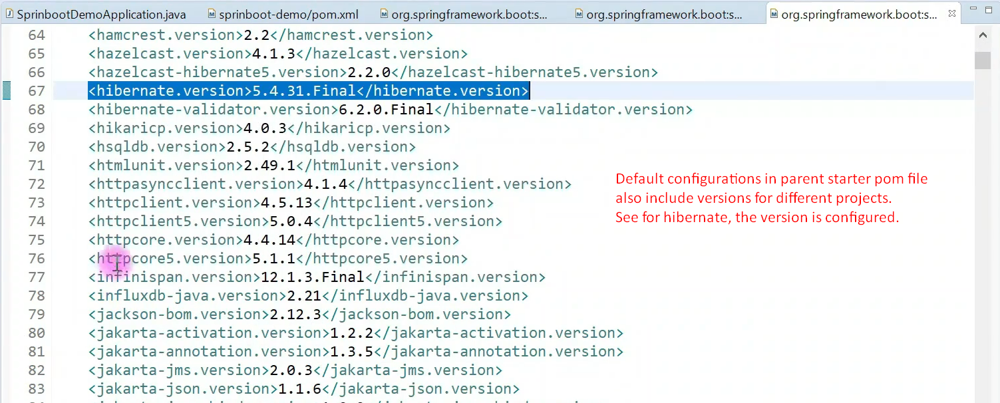 SprinbootDemoApplication.java
sprinboot-demo/pom.xml
org.springframework.boot:s...
org.springframework.boot:s...
org.springframework.boot:s...
64 <hamcrest.version>2.2</hamcrest.version>
65 <hazelcast.version>4.1.3</hazelcast.version>
66 <hazelcast-hibernate5.version>2.2.0</hazelcast-hibernate5.version>
67 <hibernate.version>5.4.31.Final</hibernate.version>
68 <hibernate-validator.version>6.2.0.Final</hibernate-validator.version>
69 <hikaricp.version>4.0.3</hikaricp.version>
70 <hsqldb.version>2.5.2</hsqldb.version>
71 <htmlunit.version>2.49.1</htmlunit.version>
72 <httpasyncclient.version>4.1.4</httpasyncclient.version>
73 <httpclient.version>4.5.13</httpclient.version>
74 <httpclient5.version>5.0.4</httpclient5.version>
75 <httpcore.version>4.4.14</httpcore.version>
76 <httpcore5.version>5.1.1</httpcore5.version>
77 <infinispan.version>12.1.3.Final</infinispan.version>
78 <influxdb-java.version>2.21</influxdb-java.version>
79 <jackson-bom.version>2.12.3</jackson-bom.version>
80 <jakarta-activation.version>1.2.2</jakarta-activation.version>
81 <jakarta-annotation.version>1.3.5</jakarta-annotation.version>
82 <jakarta-jms.version>2.0.3</jakarta-jms.version>
83 <jakarta-json.version>1.1.6</jakarta-json.version>
Default configurations in parent starter pom file
also include versions for different projects.
See for hibernate, the version is configured.